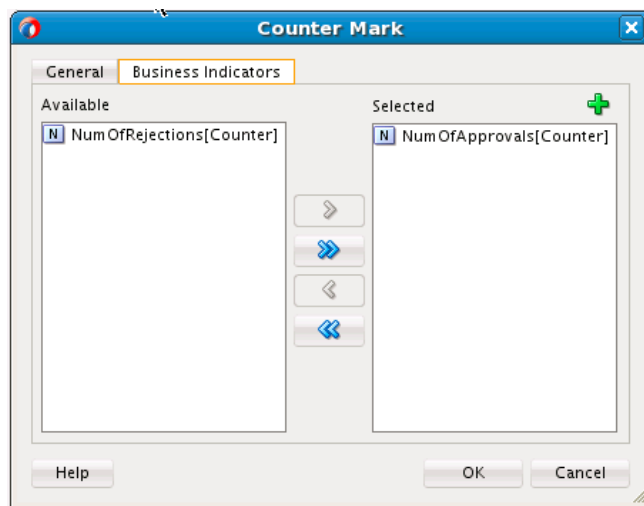 Counter Mark
General
Business Indicators
Available
Selected
N NumOfRejections[Counter]
N NumOfApprovals[Counter]
Help
OK
Cancel